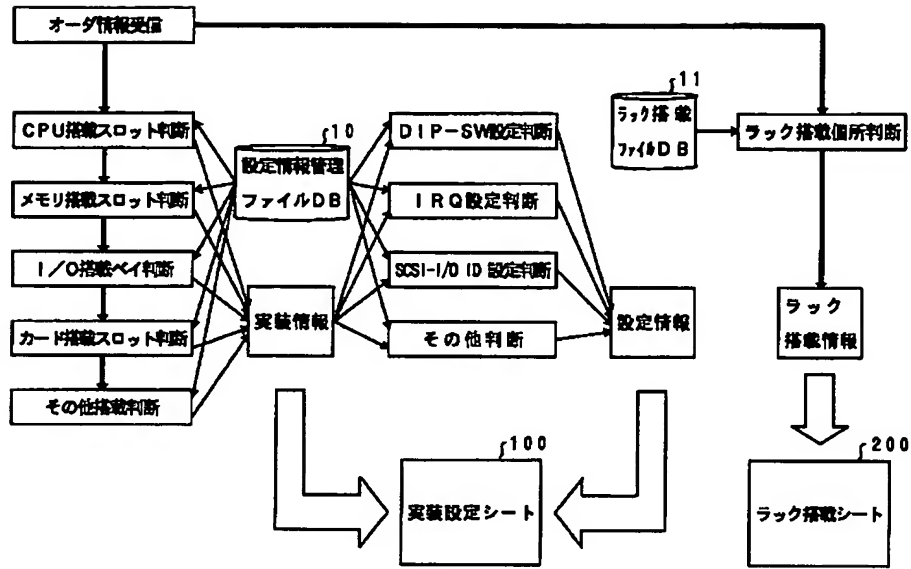 オーダ情報受信
11
ラック搭載
ファイルDB
ラック搭載個所判断
CPU搭載スロット判断
10
設定情報管理
ファイルDB
DIP-SW設定判断
メモリ搭載スロット判断
IRQ設定判断
I/O搭載ベイ判断
SCSI-I/O ID 設定判断
実装情報
設定情報
ラック
搭載情報
カード搭載スロット判断
その他判断
その他搭載判断
100
実装設定シート
200
ラック搭載シート